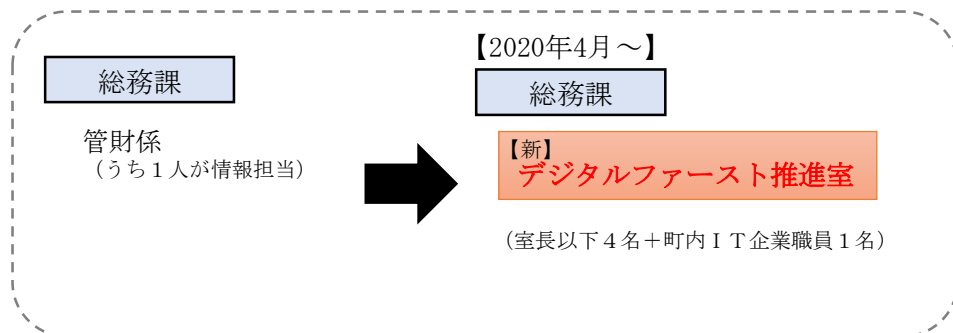 総務課
管財係
（うち１人が情報担当）
【2020年4月～】
総務課
【新】
デジタルファースト推進室
（室長以下４名＋町内ＩＴ企業職員１名）